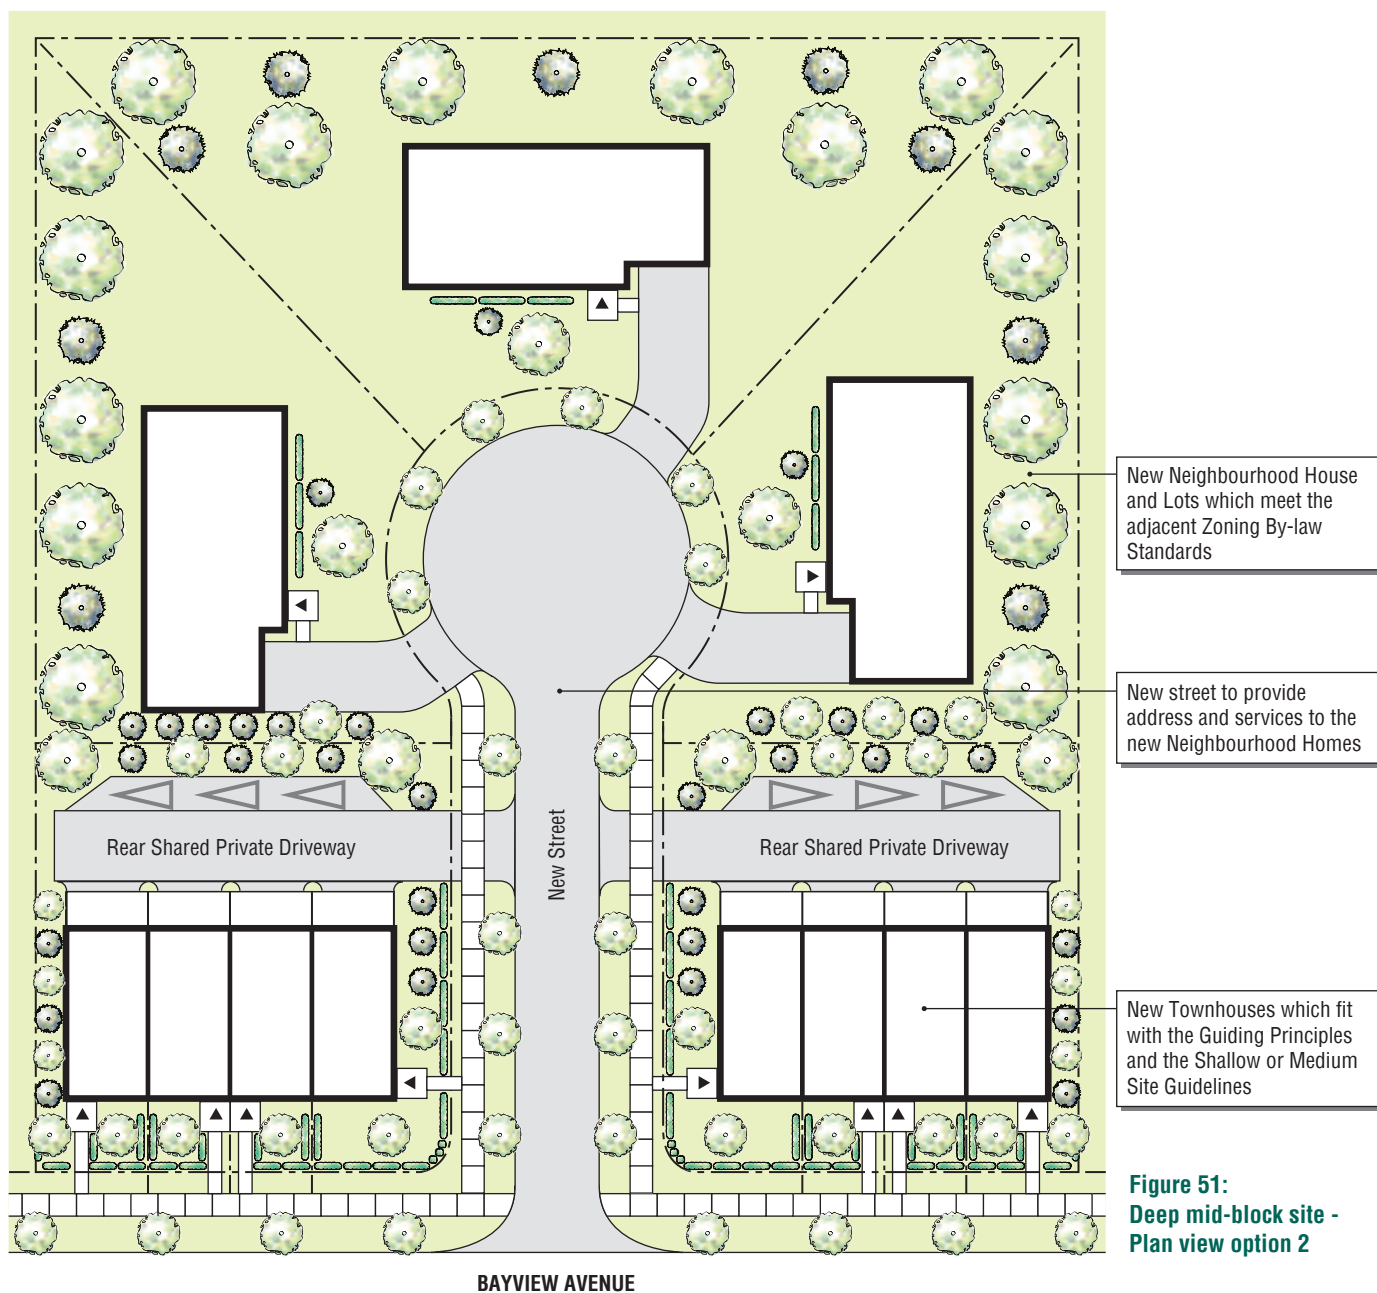 New Neighbourhood House
and Lots which meet the
adjacent Zoning By-law
Standards
New street to provide
address and services to the
new Neighbourhood Homes
Rear Shared Private Driveway
New Street
Rear Shared Private Driveway
New Townhouses which fit
with the Guiding Principles
and the Shallow or Medium
Site Guidelines
Figure 51:
Deep mid-block site -
Plan view option 2
BAYVIEW AVENUE